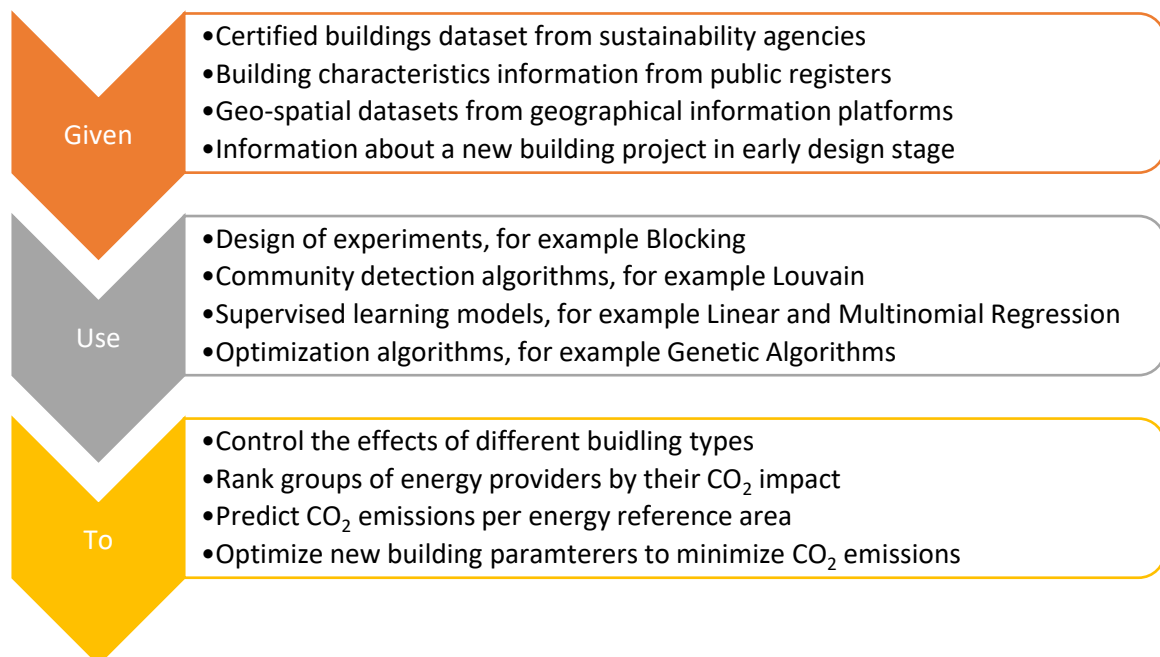 Given
•Certified buildings dataset from sustainability agencies
•Building characteristics information from public registers
•Geo-spatial datasets from geographical information platforms
•Information about a new building project in early design stage
Use
•Design of experiments, for example Blocking
•Community detection algorithms, for example Louvain
•Supervised learning models, for example Linear and Multinomial Regression
•Optimization algorithms, for example Genetic Algorithms
To
•Control the effects of different buidling types
•Rank groups of energy providers by their CO₂ impact
•Predict CO₂ emissions per energy reference area
•Optimize new building paramterers to minimize CO₂ emissions